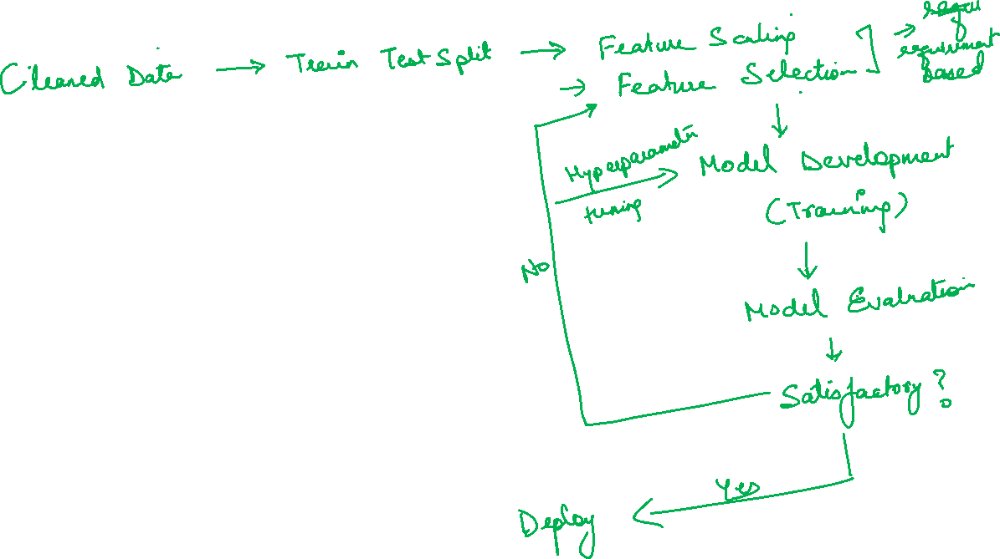 Cleaned Data → Train Test Split → Feature Scaling
→ Feature Selection
→ requirement
based
Model Development
(Training)
Hyperparameter
tuning
No
Model Evaluation
Satisfactory?
Yes
Deploy